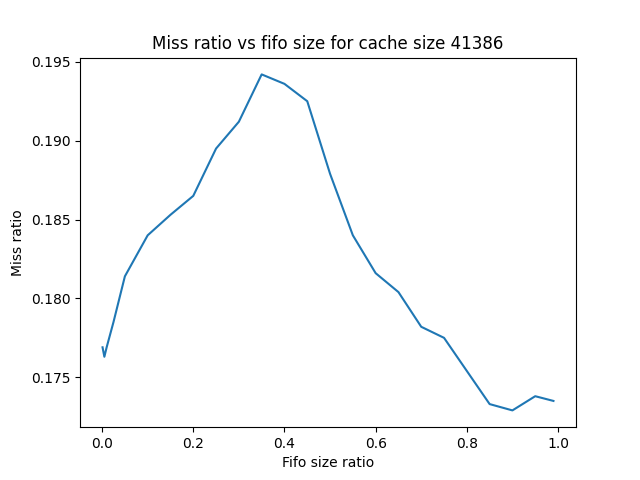 Miss ratio vs fifo size for cache size 41386
0.195
0.190
0.185
0.180
0.175
Miss ratio
0.0 0.2 0.4 0.6 0.8 1.0
Fifo size ratio